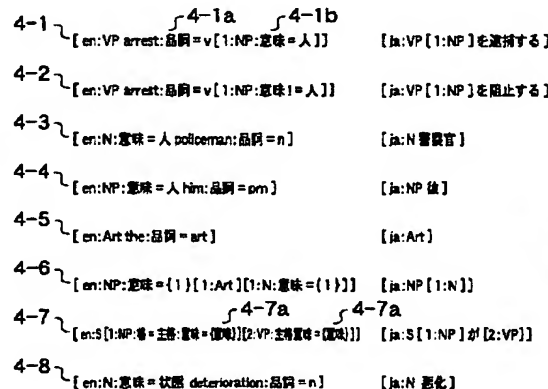 4-1a 4-1b
4-1 [en:VP arrest:品詞=v[1:NP:意味=人]] [ja:VP[1:NP]を逮捕する]
4-2 [en:VP arrest:品詞=v[1:NP:意味!=人]] [ja:VP[1:NP]を阻止する]
4-3 [en:N:意味=人 policeman:品詞=n] [ja:N 警察官]
4-4 [en:NP:意味=人 him:品詞=prn] [ja:NP 彼]
4-5 [en:Art the:品詞=art] [ja:Art]
4-6 [en:NP:意味={1}[1:Art][1:N:意味={1}]] [ja:NP[1:N]]
4-7a 4-7a
4-7 [en:S[1:NP:格=主格:意味={意味}][2:VP:主格意味={意味}]] [ja:S[1:NP]が[2:VP]]
4-8 [en:N:意味=状態 deterioration:品詞=n] [ja:N 悪化]